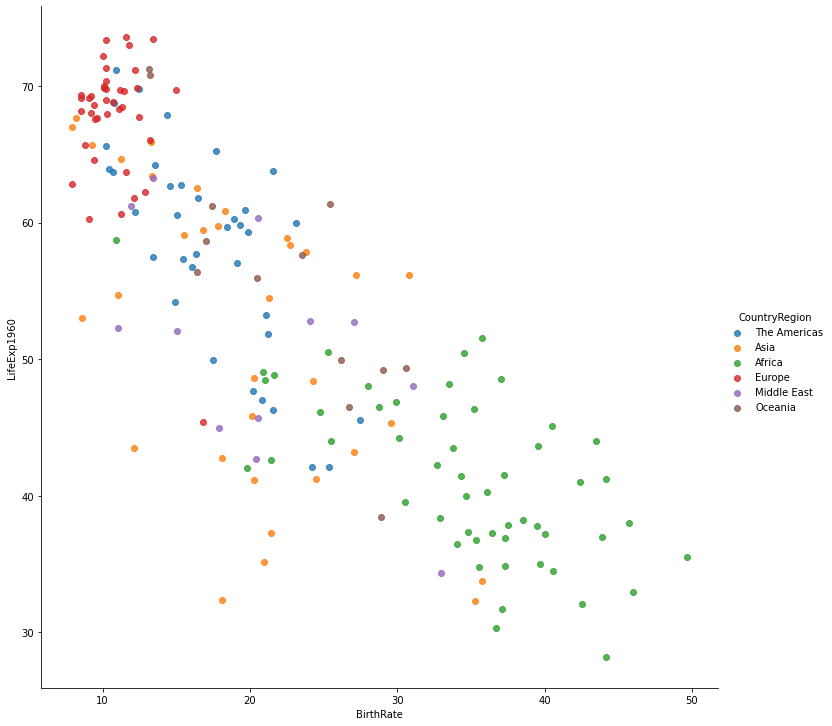 70
60
50
40
30
LifeExp1960
10 20 30 40 50
BirthRate
CountryRegion
The Americas
Asia
Africa
Europe
Middle East
Oceania